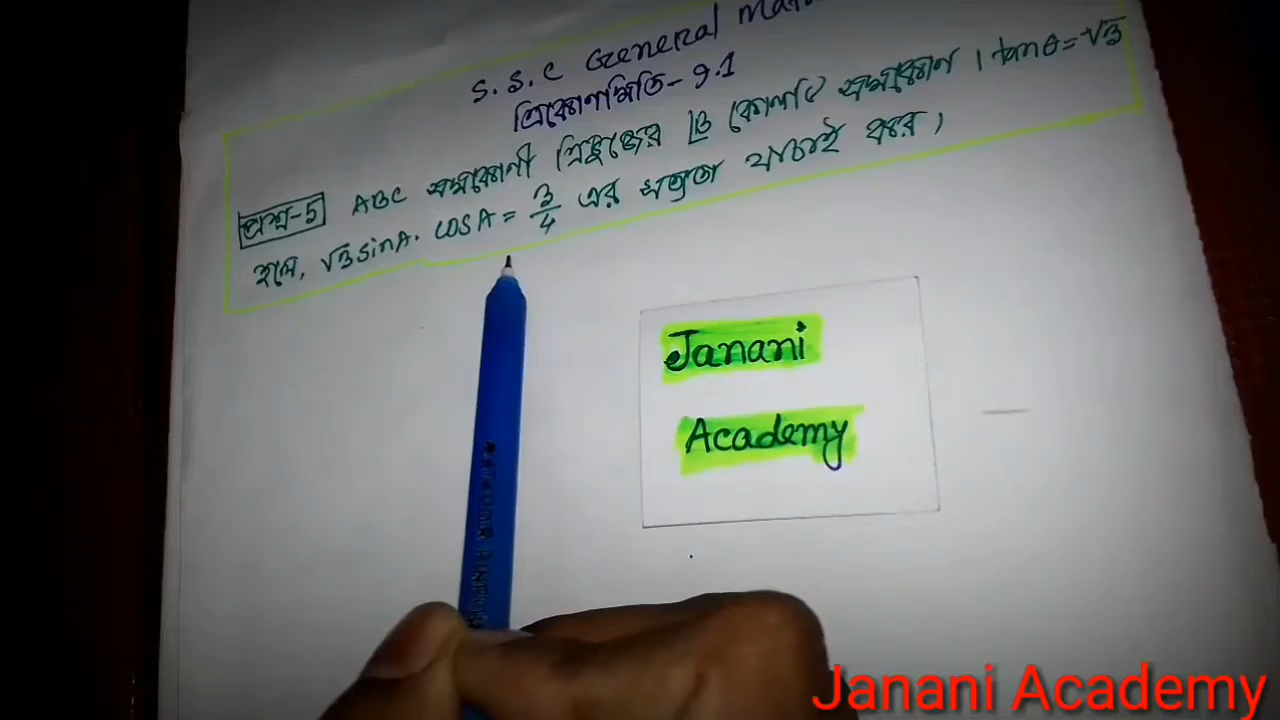 S.S.C General Mat
ত্রিকোণমিতি-9.1
প্রশ্ন-5 ABC সমকোণী ত্রিভুজের B কোণটি সমকোণ। tanθ=√3
হলে, √3 sinA. cosA = 3/4 এর সত্যতা যাচাই করো।
Janani
Academy
Janani Academy